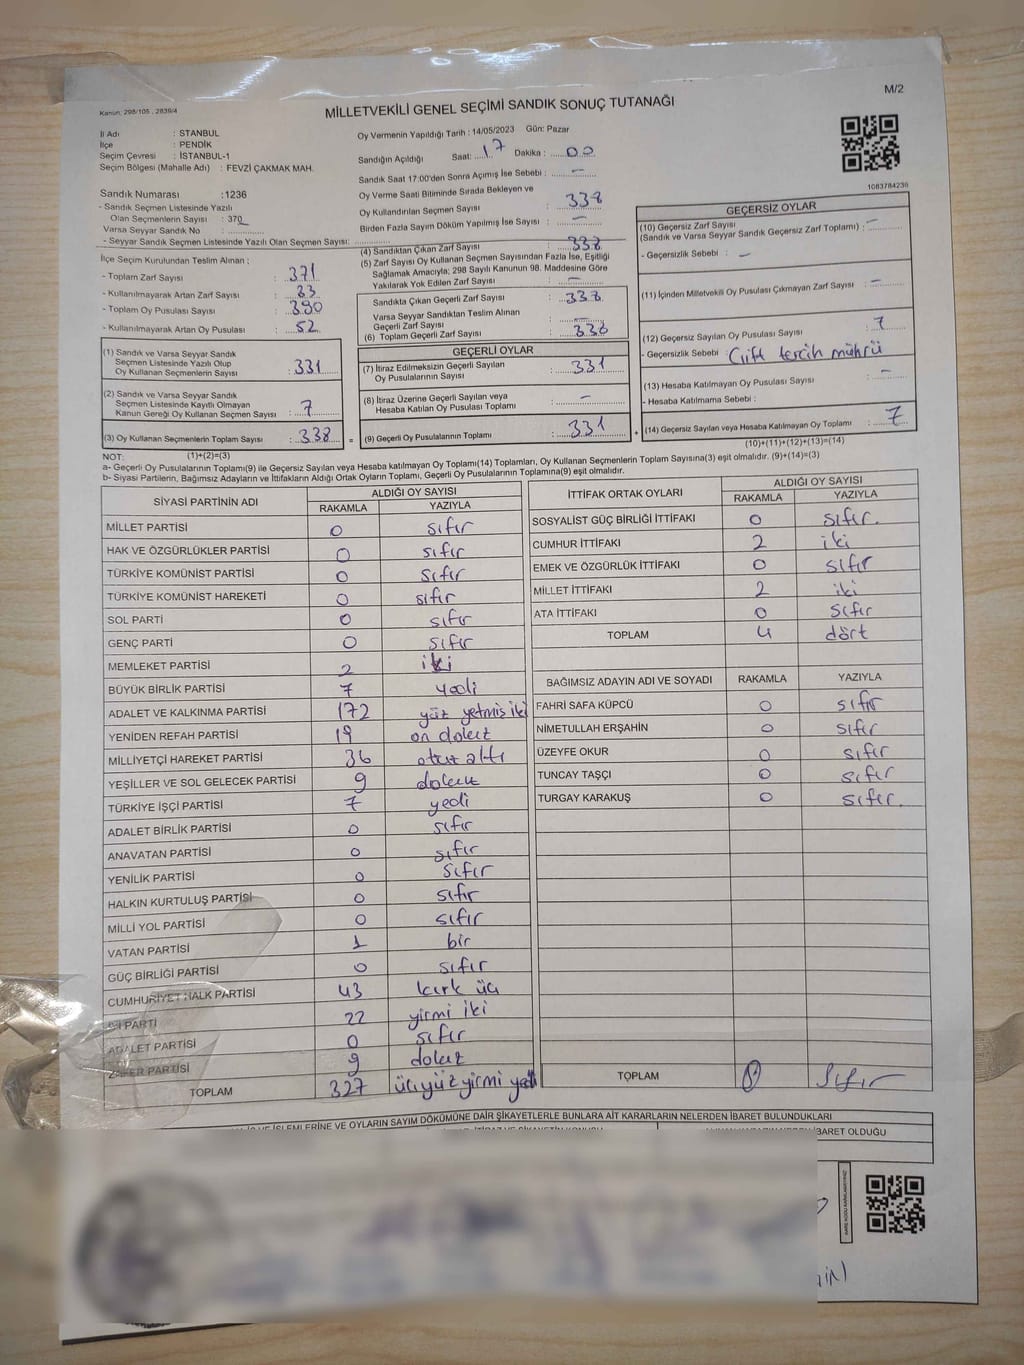 M/2
Kanun: 298/105 . 2839/4
MİLLETVEKİLİ GENEL SEÇİMİ SANDIK SONUÇ TUTANAĞI
İl Adı : STANBUL
İlçe : PENDİK
Seçim Çevresi : İSTANBUL-1
Seçim Bölgesi (Mahalle Adı) : FEVZİ ÇAKMAK MAH.
Sandık Numarası :1236
- Sandık Seçmen Listesinde Yazılı
Olan Seçmenlerin Sayısı : 370
Varsa Seyyar Sandık No :
- Seyyar Sandık Seçmen Listesinde Yazılı Olan Seçmen Sayısı:
Oy Vermenin Yapıldığı Tarih : 14/05/2023 Gün: Pazar
Sandığın Açıldığı Saat: 17 Dakika : 00
Sandık Saat 17:00'den Sonra Açımış İse Sebebi : -
Oy Verme Saati Bitiminde Sırada Bekleyen ve
Oy Kullandırılan Seçmen Sayısı : 338
Birden Fazla Sayım Döküm Yapılmış İse Sayısı : -
1083784236
İlçe Seçim Kurulundan Teslim Alınan ;
- Toplam Zarf Sayısı : 371
- Kullanılmayarak Artan Zarf Sayısı : 33
- Toplam Oy Pusulası Sayısı : 390
- Kullanılmayarak Artan Oy Pusulası : 52
(4) Sandıktan Çıkan Zarf Sayısı : 338
(5) Zarf Sayısı Oy Kullanan Seçmen Sayısından Fazla İse, Eşitliği
Sağlamak Amacıyla; 298 Sayılı Kanunun 98. Maddesine Göre
Yakılarak Yok Edilen Zarf Sayısı : -
Sandıkta Çıkan Geçerli Zarf Sayısı : 338
Varsa Seyyar Sandıktan Teslim Alınan
Geçerli Zarf Sayısı : -
(6) Toplam Geçerli Zarf Sayısı : 338
GEÇERSİZ OYLAR
(10) Geçersiz Zarf Sayısı
(Sandık ve Varsa Seyyar Sandık Geçersiz Zarf Toplamı) : -
- Geçersizlik Sebebi : -
(11) İçinden Milletvekili Oy Pusulası Çıkmayan Zarf Sayısı : -
(12) Geçersiz Sayılan Oy Pusulası Sayısı : 7
- Geçersizlik Sebebi : Çift tercih mührü
(13) Hesaba Katılmayan Oy Pusulası Sayısı : -
- Hesaba Katılmama Sebebi :
(14) Geçersiz Sayılan veya Hesaba Katılmayan Oy Toplamı : 7
(10)+(11)+(12)+(13)=(14)
(1) Sandık ve Varsa Seyyar Sandık
Seçmen Listesinde Yazılı Olup
Oy Kullanan Seçmenlerin Sayısı : 331
(2) Sandık ve Varsa Seyyar Sandık
Seçmen Listesinde Kayıtlı Olmayan
Kanun Gereği Oy Kullanan Seçmen Sayısı : 7
(3) Oy Kullanan Seçmenlerin Toplam Sayısı : 338 =
(1)+(2)=(3)
GEÇERLİ OYLAR
(7) İtiraz Edilmeksizin Geçerli Sayılan
Oy Pusulalarının Sayısı : 331
(8) İtiraz Üzerine Geçerli Sayılan veya
Hesaba Katılan Oy Pusulası Toplamı : -
(9) Geçerli Oy Pusulalarının Toplamı : 331 +
NOT:
a- Geçerli Oy Pusulalarının Toplamı(9) ile Geçersiz Sayılan veya Hesaba katılmayan Oy Toplamı(14) Toplamları, Oy Kullanan Seçmenlerin Toplam Sayısına(3) eşit olmalıdır. (9)+(14)=(3)
b- Siyasi Partilerin, Bağımsız Adayların ve İttifakların Aldığı Ortak Oyların Toplamı, Geçerli Oy Pusulalarının Toplamına(9) eşit olmalıdır.
SİYASİ PARTİNİN ADI ALDIĞI OY SAYISI
RAKAMLA YAZIYLA
MİLLET PARTİSİ 0 sıfır
HAK VE ÖZGÜRLÜKLER PARTİSİ 0 sıfır
TÜRKİYE KOMÜNİST PARTİSİ 0 sıfır
TÜRKİYE KOMÜNİST HAREKETİ 0 sıfır
SOL PARTİ 0 sıfır
GENÇ PARTİ 0 sıfır
MEMLEKET PARTİSİ 2 iki
BÜYÜK BİRLİK PARTİSİ 7 yedi
ADALET VE KALKINMA PARTİSİ 172 yüz yetmiş iki
YENİDEN REFAH PARTİSİ 19 on dokuz
MİLLİYETÇİ HAREKET PARTİSİ 36 otuz altı
YEŞİLLER VE SOL GELECEK PARTİSİ 9 dokuz
TÜRKİYE İŞÇİ PARTİSİ 7 yedi
ADALET BİRLİK PARTİSİ 0 sıfır
ANAVATAN PARTİSİ 0 sıfır
YENİLİK PARTİSİ 0 sıfır
HALKIN KURTULUŞ PARTİSİ 0 sıfır
MİLLİ YOL PARTİSİ 0 sıfır
VATAN PARTİSİ 1 bir
GÜÇ BİRLİĞİ PARTİSİ 0 sıfır
CUMHURİYET HALK PARTİSİ 43 kırk üç
İYİ PARTİ 22 yirmi iki
ADALET PARTİSİ 0 sıfır
ZAFER PARTİSİ 9 dokuz
TOPLAM 327 üçyüz yirmi yedi
İTTİFAK ORTAK OYLARI ALDIĞI OY SAYISI
RAKAMLA YAZIYLA
SOSYALİST GÜÇ BİRLİĞİ İTTİFAKI 0 sıfır.
CUMHUR İTTİFAKI 2 iki
EMEK VE ÖZGÜRLÜK İTTİFAKI 0 sıfır
MİLLET İTTİFAKI 2 iki
ATA İTTİFAKI 0 sıfır
TOPLAM 4 dört
BAĞIMSIZ ADAYIN ADI VE SOYADI RAKAMLA YAZIYLA
FAHRİ SAFA KÜPCÜ 0 sıfır
NİMETULLAH ERŞAHİN 0 sıfır
ÜZEYFE OKUR 0 sıfır
TUNCAY TAŞÇI 0 sıfır
TURGAY KARAKUŞ 0 sıfır.
TOPLAM 0 sıfır
İŞLEMLERİNE VE OYLARIN SAYIM DÖKÜMÜNE DAİR ŞİKAYETLERLE BUNLARA AİT KARARLARIN NELERDEN İBARET BULUNDUKLARI
İBARET OLDUĞU